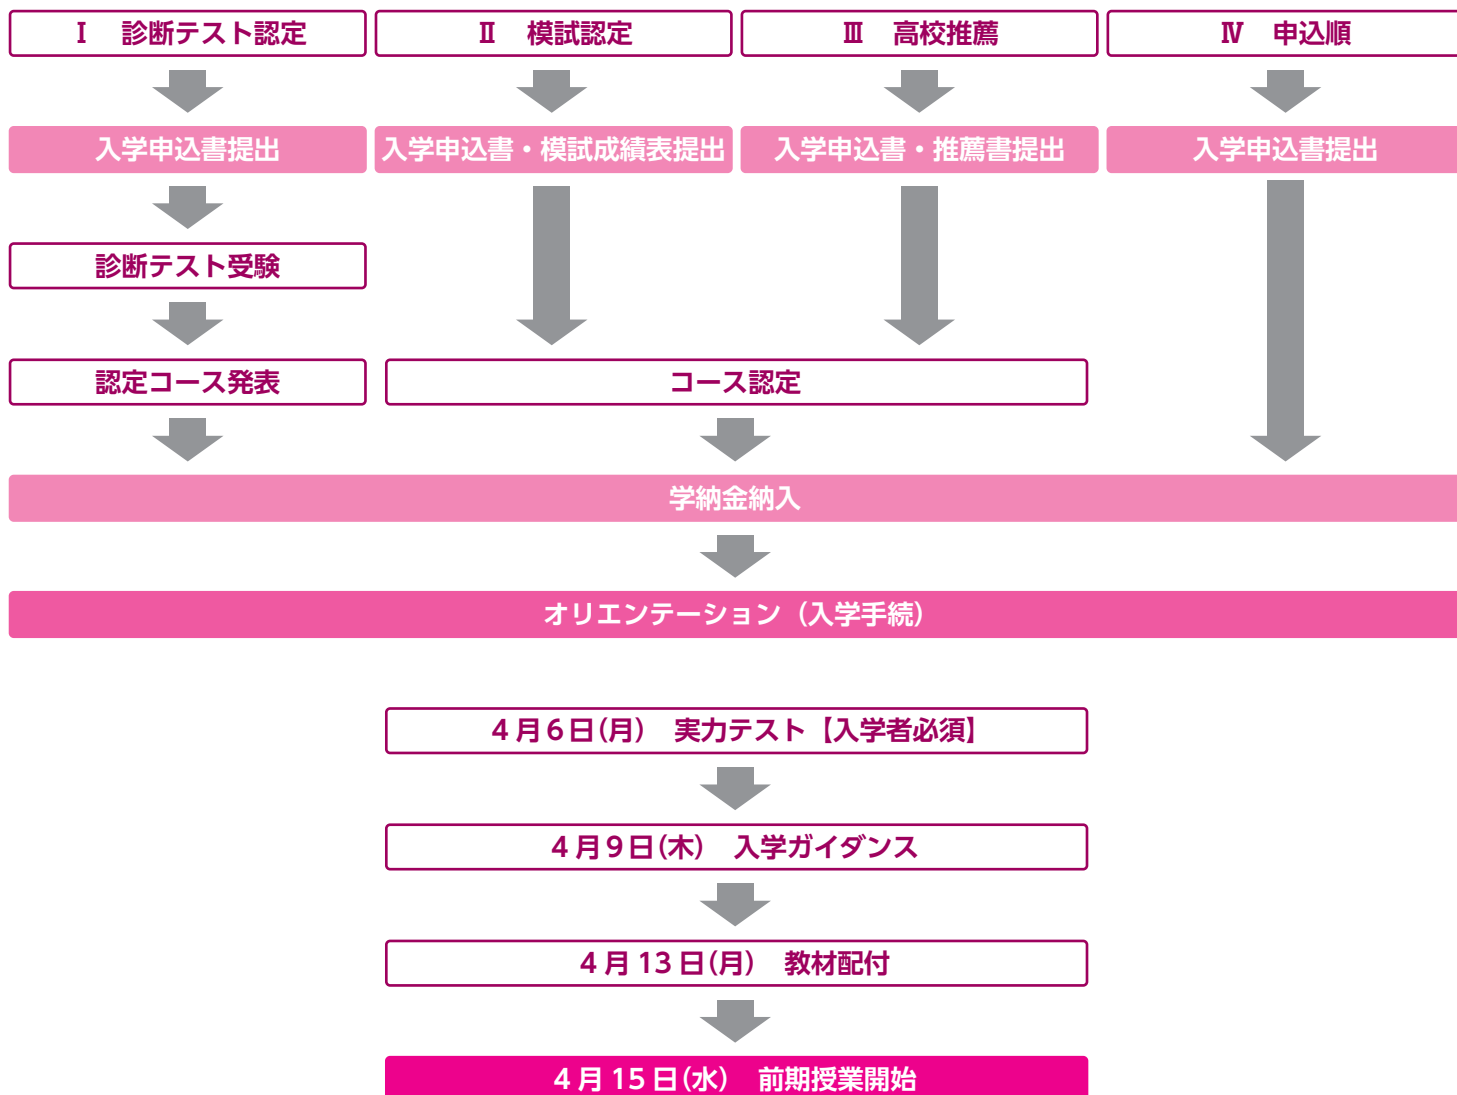 Ⅰ 診断テスト認定
Ⅱ 模試認定
Ⅲ 高校推薦
Ⅳ 申込順
入学申込書提出
入学申込書・模試成績表提出
入学申込書・推薦書提出
入学申込書提出
診断テスト受験
認定コース発表
コース認定
学納金納入
オリエンテーション（入学手続）
4月6日(月) 実力テスト【入学者必須】
4月9日(木) 入学ガイダンス
4月13日(月) 教材配付
4月15日(水) 前期授業開始